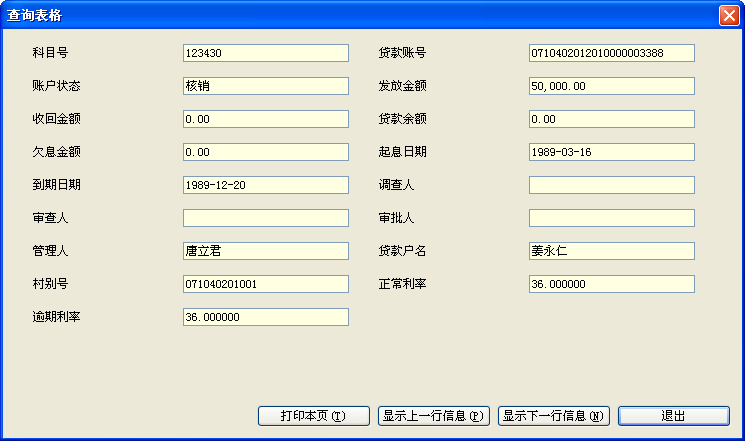 查询表格
科目号 123430 贷款账号 0710402012010000003388
账户状态 核销 发放金额 50,000.00
收回金额 0.00 贷款余额 0.00
欠息金额 0.00 起息日期 1989-03-16
到期日期 1989-12-20 调查人
审查人 审批人
管理人 唐立君 贷款户名 姜永仁
村别号 071040201001 正常利率 36.000000
逾期利率 36.000000
打印本页(T) 显示上一行信息(P) 显示下一行信息(N) 退出